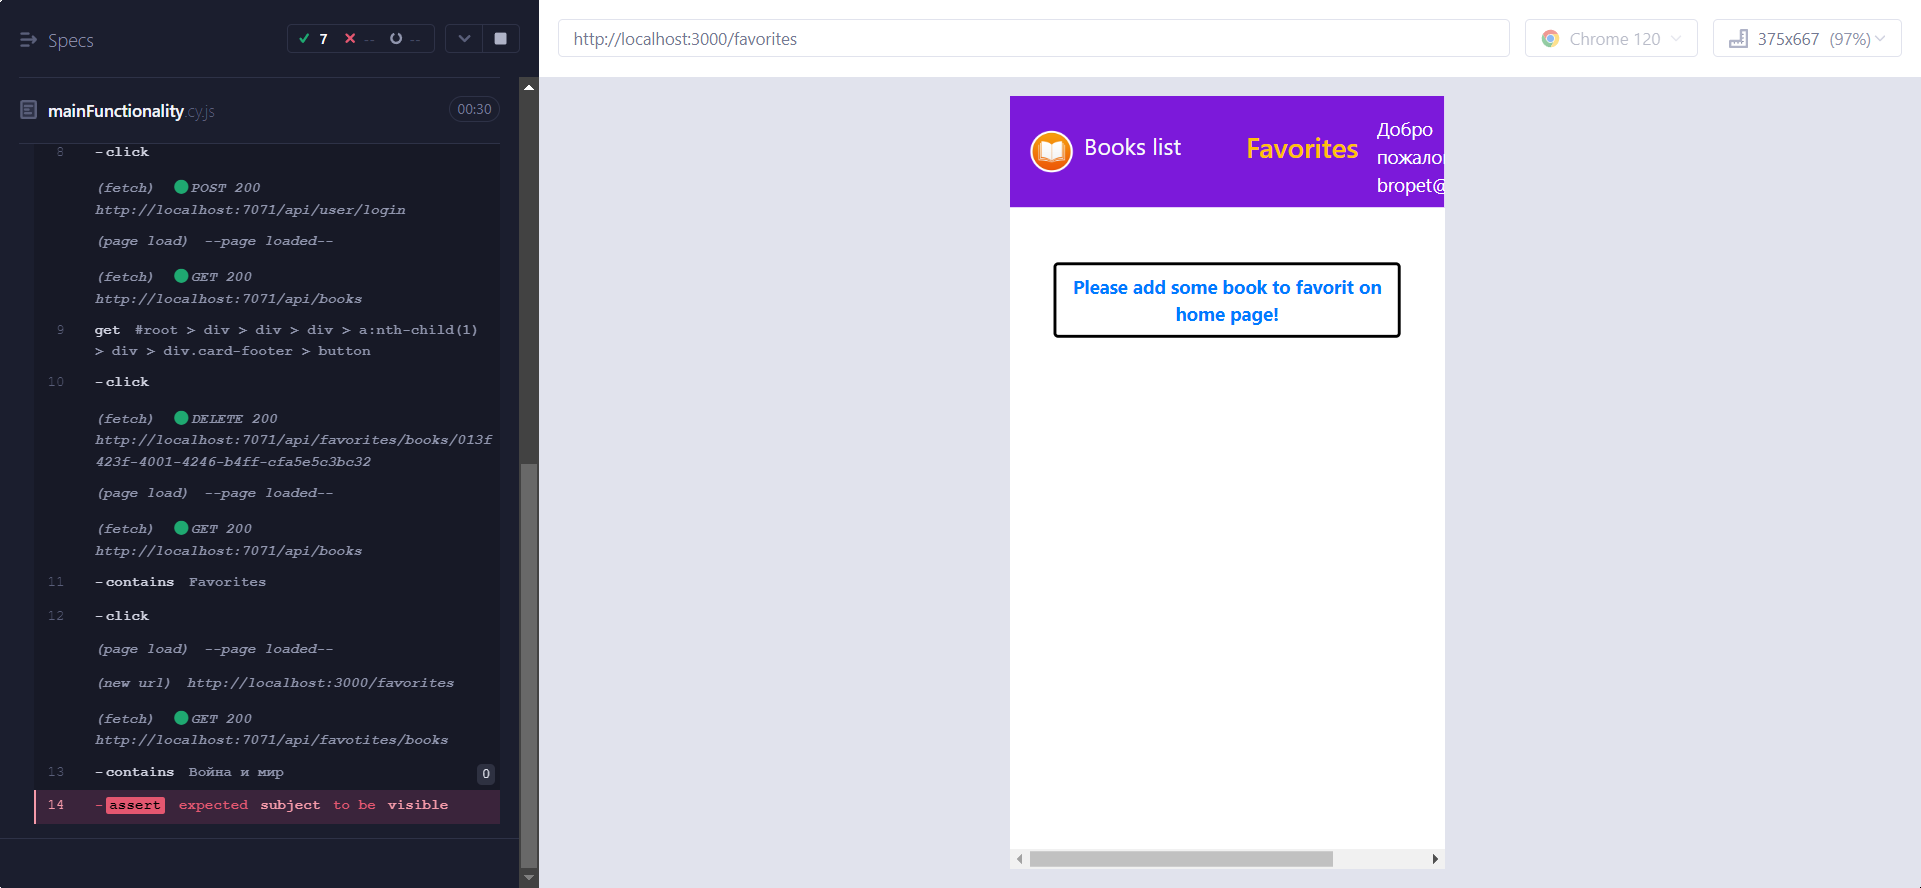 Specs
7 -- --
mainFunctionality.cy.js
00:30
8 -click
(fetch) POST 200
http://localhost:7071/api/user/login
(page load) --page loaded--
(fetch) GET 200
http://localhost:7071/api/books
9 get #root > div > div > div > a:nth-child(1)
> div > div.card-footer > button
10 -click
(fetch) DELETE 200
http://localhost:7071/api/favorites/books/013f
423f-4001-4246-b4ff-cfa5e5c3bc32
(page load) --page loaded--
(fetch) GET 200
http://localhost:7071/api/books
11 -contains Favorites
12 -click
(page load) --page loaded--
(new url) http://localhost:3000/favorites
(fetch) GET 200
http://localhost:7071/api/favotites/books
13 -contains Война и мир 0
14 -assert expected subject to be visible
http://localhost:3000/favorites
Chrome 120
375x667 (97%)
Books list
Favorites
Добро
пожало
bropet@
Please add some book to favorit on
home page!